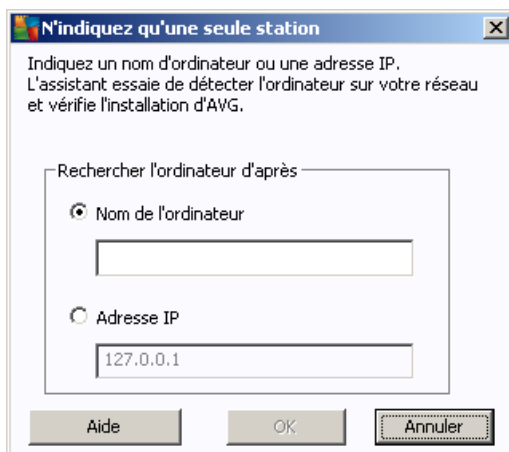 N'indiquez qu'une seule station
Indiquez un nom d'ordinateur ou une adresse IP.
L'assistant essaie de détecter l'ordinateur sur votre réseau
et vérifie l'installation d'AVG.
Rechercher l'ordinateur d'après
Nom de l'ordinateur
Adresse IP
127.0.0.1
Aide OK Annuler